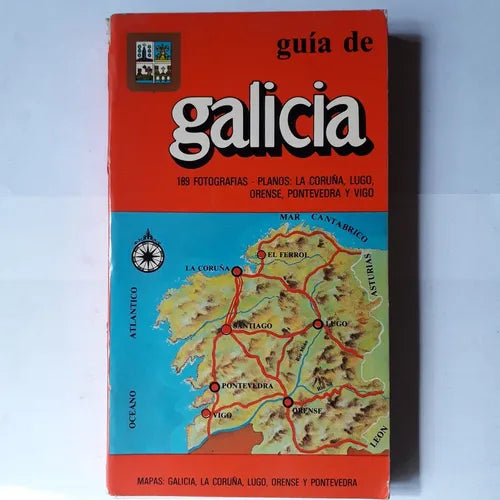 guía de
galicia
189 FOTOGRAFIAS - PLANOS: LA CORUÑA, LUGO,
ORENSE, PONTEVEDRA Y VIGO
MAR CANTABRICO
EL FERROL
LA CORUÑA
ASTURIAS
OCEANO ATLANTICO
SANTIAGO
LUGO
PONTEVEDRA
ORENSE
VIGO
LEON
MAPAS: GALICIA, LA CORUÑA, LUGO, ORENSE Y PONTEVEDRA